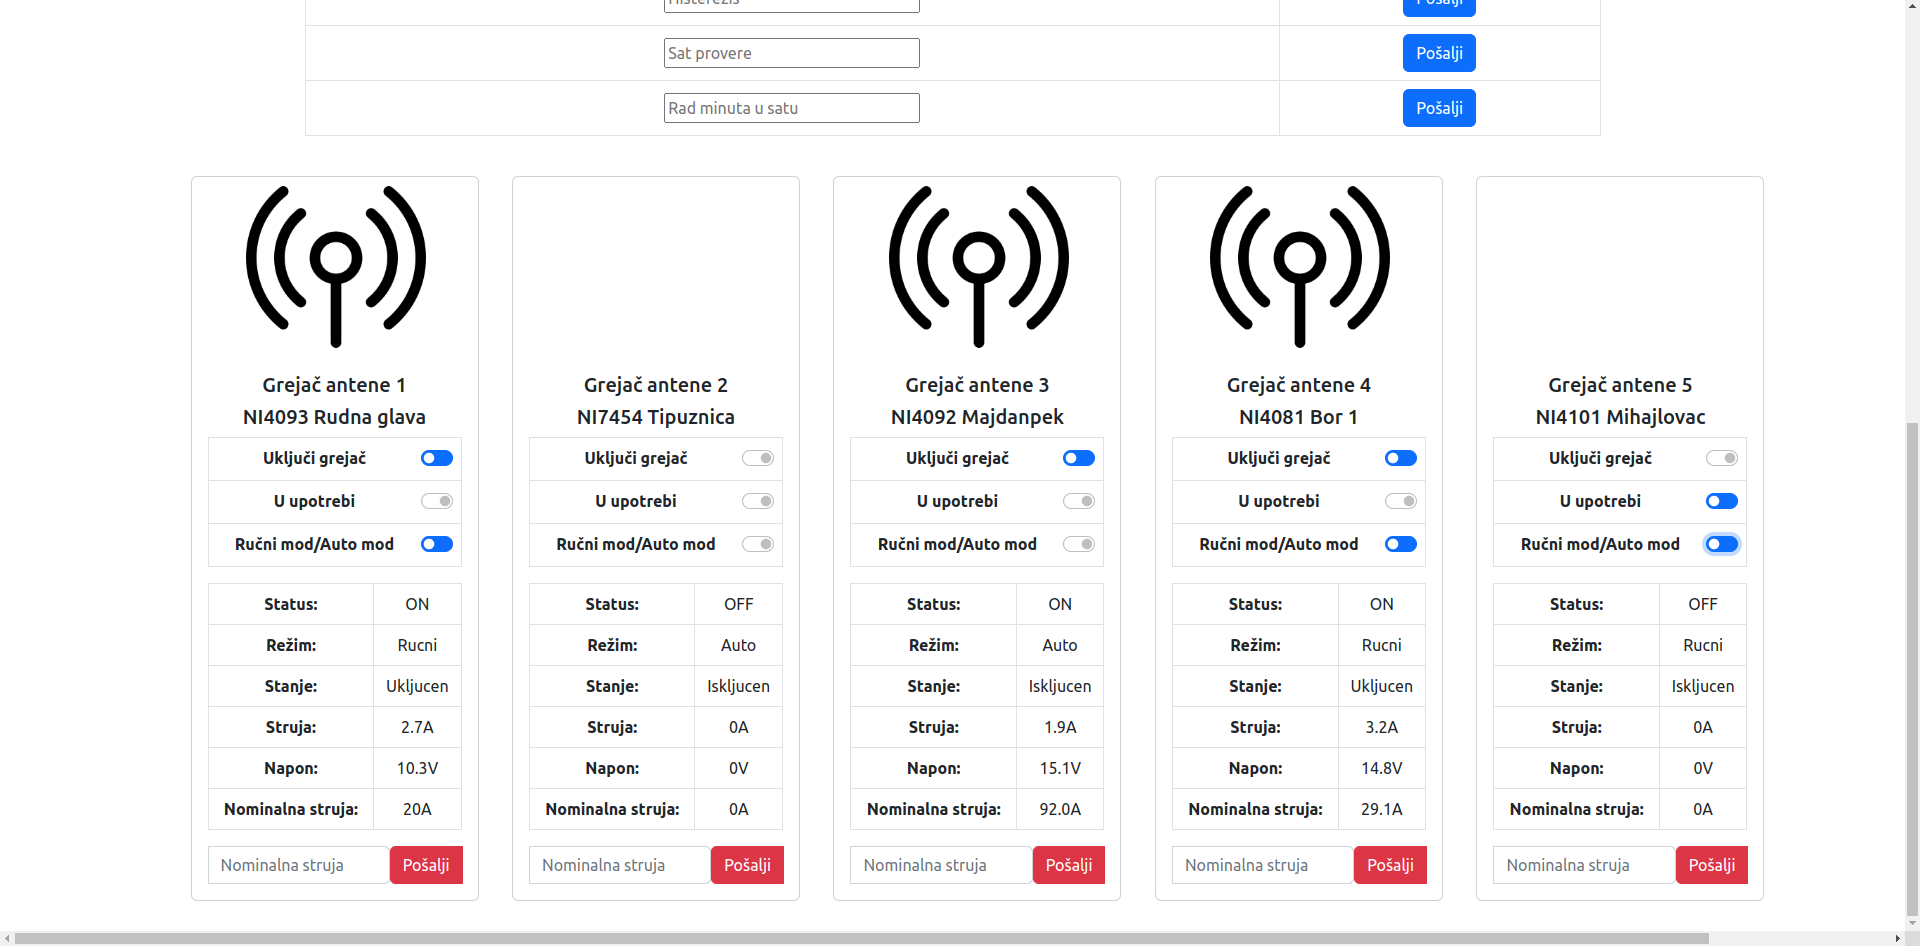 Histerezis
Pošalji
Sat provere
Pošalji
Rad minuta u satu
Pošalji
Grejač antene 1
NI4093 Rudna glava
Uključi grejač
U upotrebi
Ručni mod/Auto mod
Status: ON
Režim: Rucni
Stanje: Ukljucen
Struja: 2.7A
Napon: 10.3V
Nominalna struja: 20A
Nominalna struja Pošalji
Grejač antene 2
NI7454 Tipuznica
Uključi grejač
U upotrebi
Ručni mod/Auto mod
Status: OFF
Režim: Auto
Stanje: Iskljucen
Struja: 0A
Napon: 0V
Nominalna struja: 0A
Nominalna struja Pošalji
Grejač antene 3
NI4092 Majdanpek
Uključi grejač
U upotrebi
Ručni mod/Auto mod
Status: ON
Režim: Auto
Stanje: Iskljucen
Struja: 1.9A
Napon: 15.1V
Nominalna struja: 92.0A
Nominalna struja Pošalji
Grejač antene 4
NI4081 Bor 1
Uključi grejač
U upotrebi
Ručni mod/Auto mod
Status: ON
Režim: Rucni
Stanje: Ukljucen
Struja: 3.2A
Napon: 14.8V
Nominalna struja: 29.1A
Nominalna struja Pošalji
Grejač antene 5
NI4101 Mihajlovac
Uključi grejač
U upotrebi
Ručni mod/Auto mod
Status: OFF
Režim: Rucni
Stanje: Iskljucen
Struja: 0A
Napon: 0V
Nominalna struja: 0A
Nominalna struja Pošalji